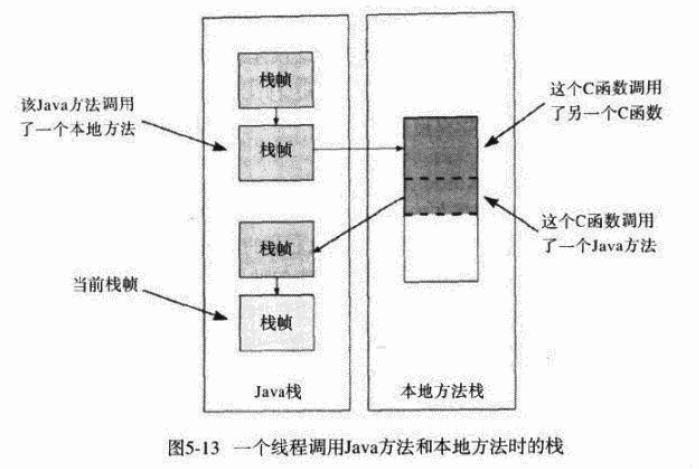 栈帧
该Java方法调用
了一个本地方法
栈帧
这个C函数调用
了另一个C函数
栈帧
这个C函数调用
了一个Java方法
当前栈帧
栈帧
Java栈
本地方法栈
图5-13 一个线程调用Java方法和本地方法时的栈